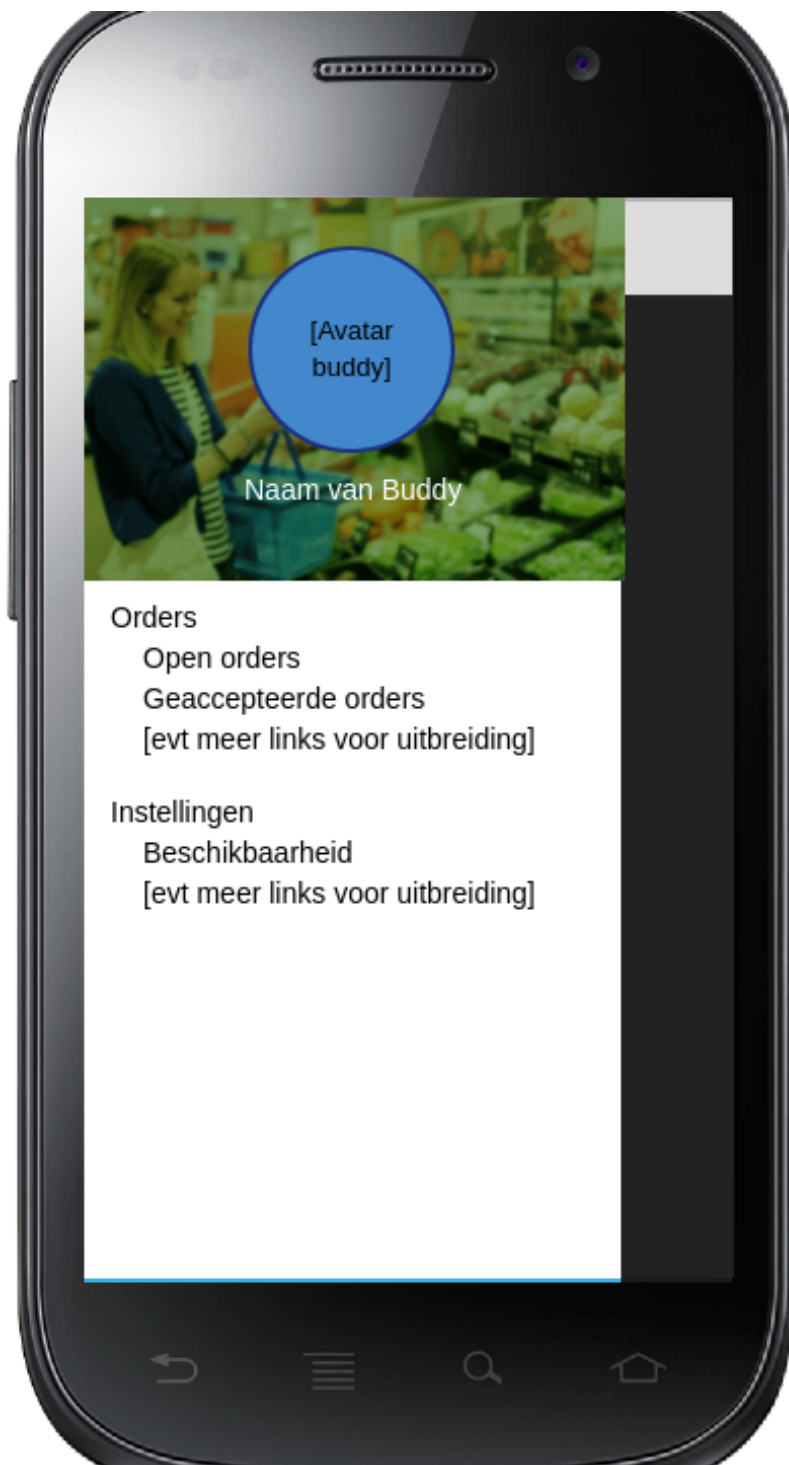 [Avatar
buddy]
Naam van Buddy
Orders
Open orders
Geaccepteerde orders
[evt meer links voor uitbreiding]
Instellingen
Beschikbaarheid
[evt meer links voor uitbreiding]